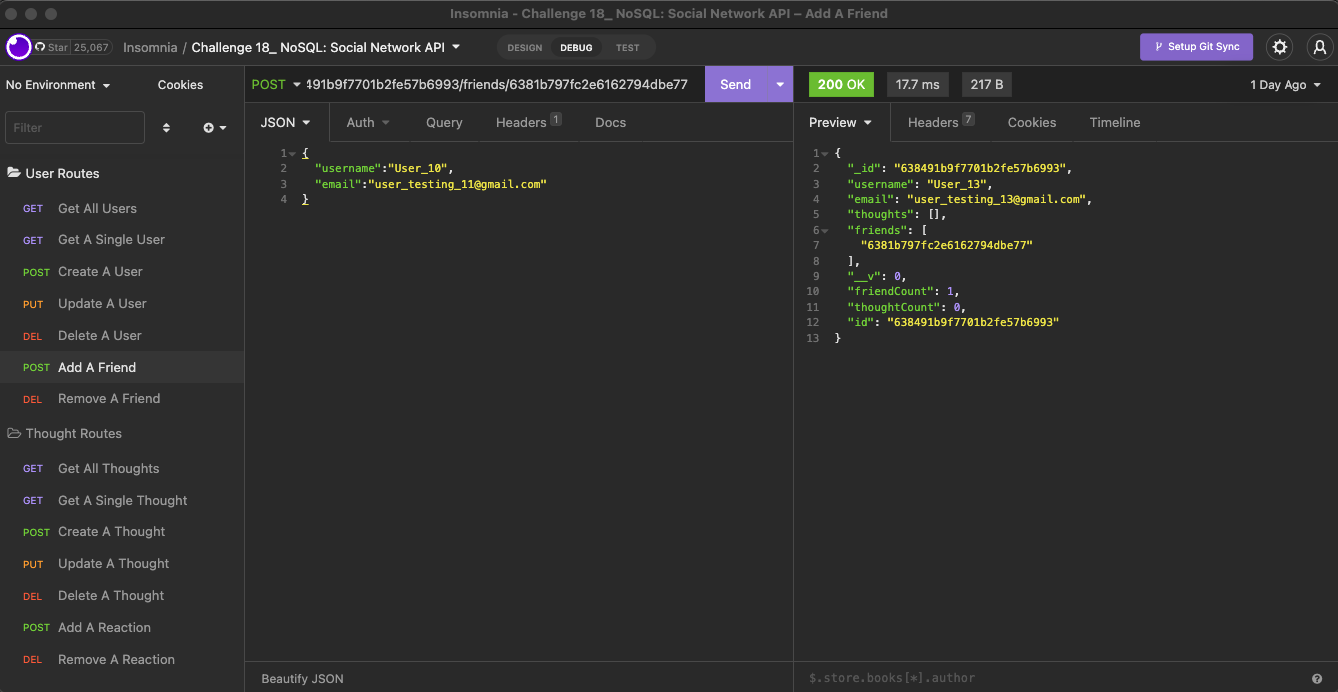 Insomnia - Challenge 18_ NoSQL: Social Network API – Add A Friend
Star 25,067 Insomnia / Challenge 18_ NoSQL: Social Network API DESIGN DEBUG TEST Setup Git Sync
No Environment Cookies
Filter
User Routes
GET Get All Users
GET Get A Single User
POST Create A User
PUT Update A User
DEL Delete A User
POST Add A Friend
DEL Remove A Friend
Thought Routes
GET Get All Thoughts
GET Get A Single Thought
POST Create A Thought
PUT Update A Thought
DEL Delete A Thought
POST Add A Reaction
DEL Remove A Reaction
POST 491b9f7701b2fe57b6993/friends/6381b797fc2e6162794dbe77 Send
JSON Auth Query Headers 1 Docs
1 {
2 "username":"User_10",
3 "email":"user_testing_11@gmail.com"
4 }
Beautify JSON
200 OK 17.7 ms 217 B 1 Day Ago
Preview Headers 7 Cookies Timeline
1 {
2 "_id": "638491b9f7701b2fe57b6993",
3 "username": "User_13",
4 "email": "user_testing_13@gmail.com",
5 "thoughts": [],
6 "friends": [
7 "6381b797fc2e6162794dbe77"
8 ],
9 "__v": 0,
10 "friendCount": 1,
11 "thoughtCount": 0,
12 "id": "638491b9f7701b2fe57b6993"
13 }
$.store.books[*].author